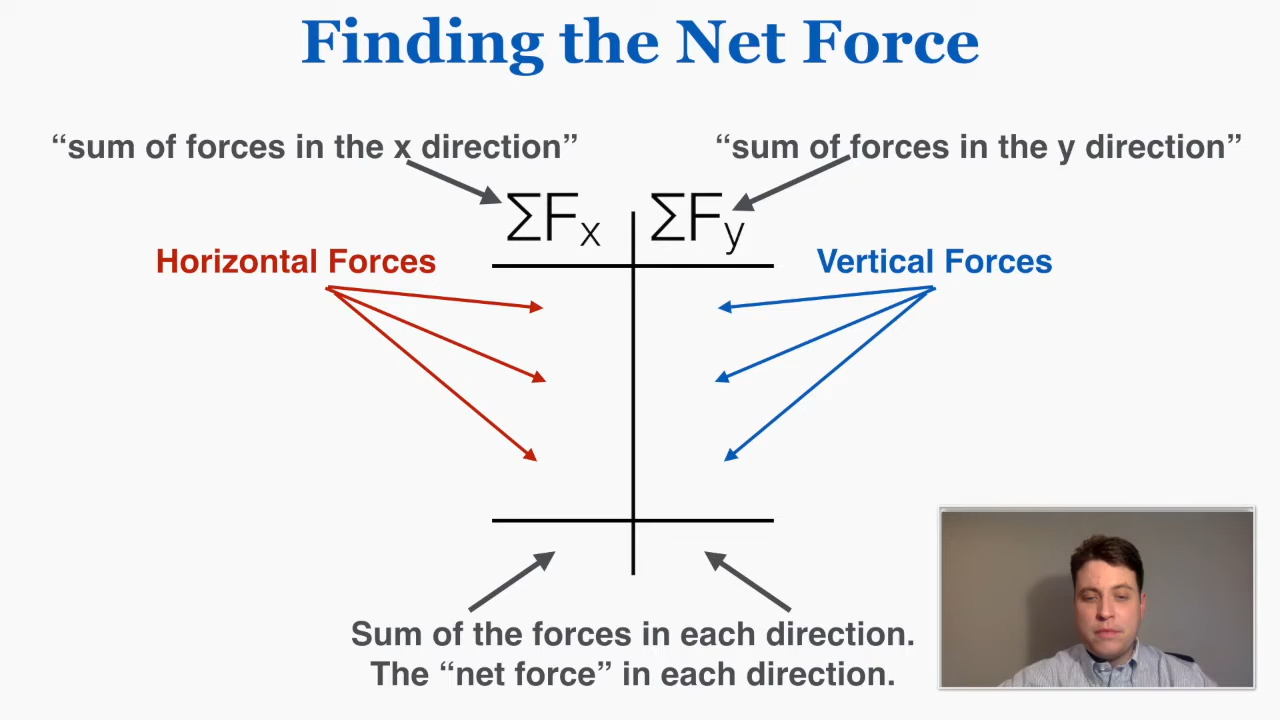 Finding the Net Force
“sum of forces in the x direction”
“sum of forces in the y direction”
ΣFx
ΣFy
Horizontal Forces
Vertical Forces
Sum of the forces in each direction.
The “net force” in each direction.